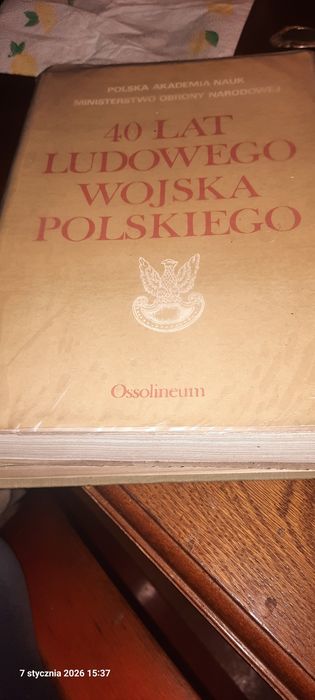 POLSKA AKADEMIA NAUK
MINISTERSTWO OBRONY NARODOWEJ
40 LAT
LUDOWEGO
WOJSKA
POLSKIEGO
Ossolineum
7 stycznia 2026 15:37